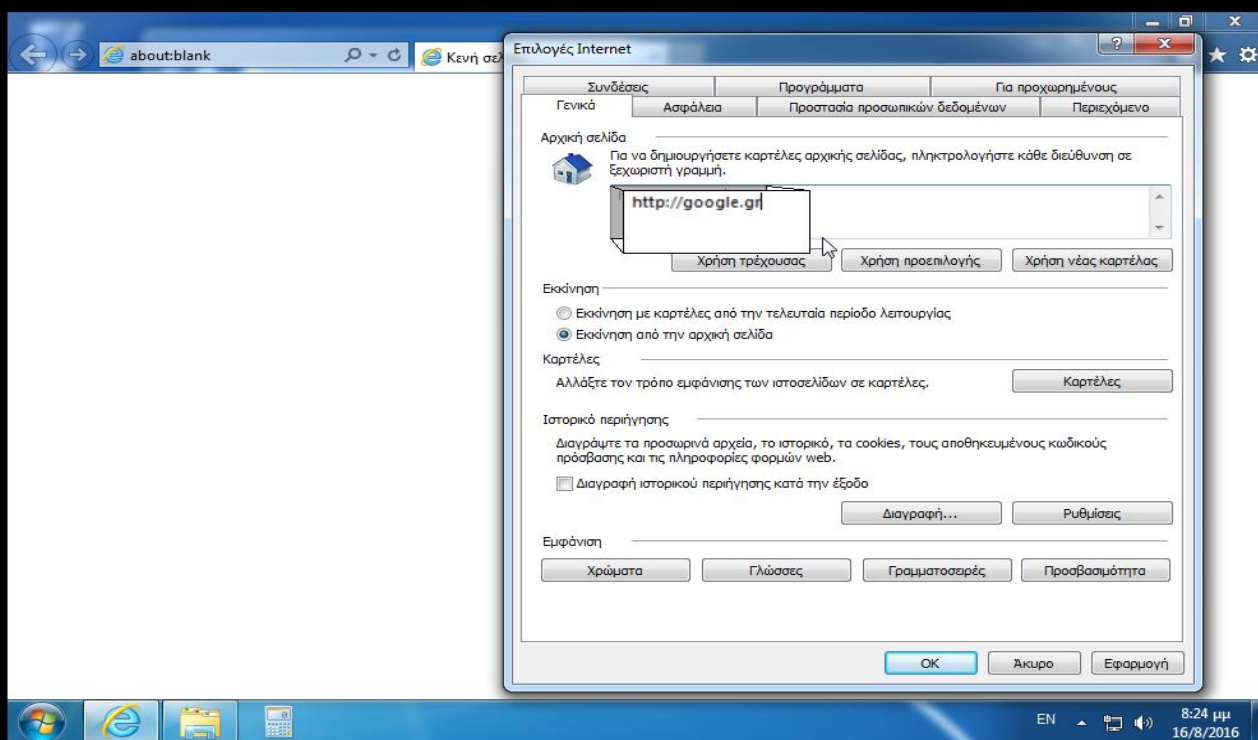 about:blank
Κενή σελ
Επιλογές Internet
?
Συνδέσεις
Προγράμματα
Για προχωρημένους
Γενικά
Ασφάλεια
Προστασία προσωπικών δεδομένων
Περιεχόμενο
Αρχική σελίδα
Για να δημιουργήσετε καρτέλες αρχικής σελίδας, πληκτρολογήστε κάθε διεύθυνση σε
ξεχωριστή γραμμή.
http://google.gr
Χρήση τρέχουσας
Χρήση προεπιλογής
Χρήση νέας καρτέλας
Εκκίνηση
Εκκίνηση με καρτέλες από την τελευταία περίοδο λειτουργίας
Εκκίνηση από την αρχική σελίδα
Καρτέλες
Αλλάξτε τον τρόπο εμφάνισης των ιστοσελίδων σε καρτέλες.
Καρτέλες
Ιστορικό περιήγησης
Διαγράψτε τα προσωρινά αρχεία, το ιστορικό, τα cookies, τους αποθηκευμένους κωδικούς
πρόσβασης και τις πληροφορίες φορμών web.
Διαγραφή ιστορικού περιήγησης κατά την έξοδο
Διαγραφή...
Ρυθμίσεις
Εμφάνιση
Χρώματα
Γλώσσες
Γραμματοσειρές
Προσβασιμότητα
OK
Άκυρο
Εφαρμογή
EN
8:24 μμ
16/8/2016